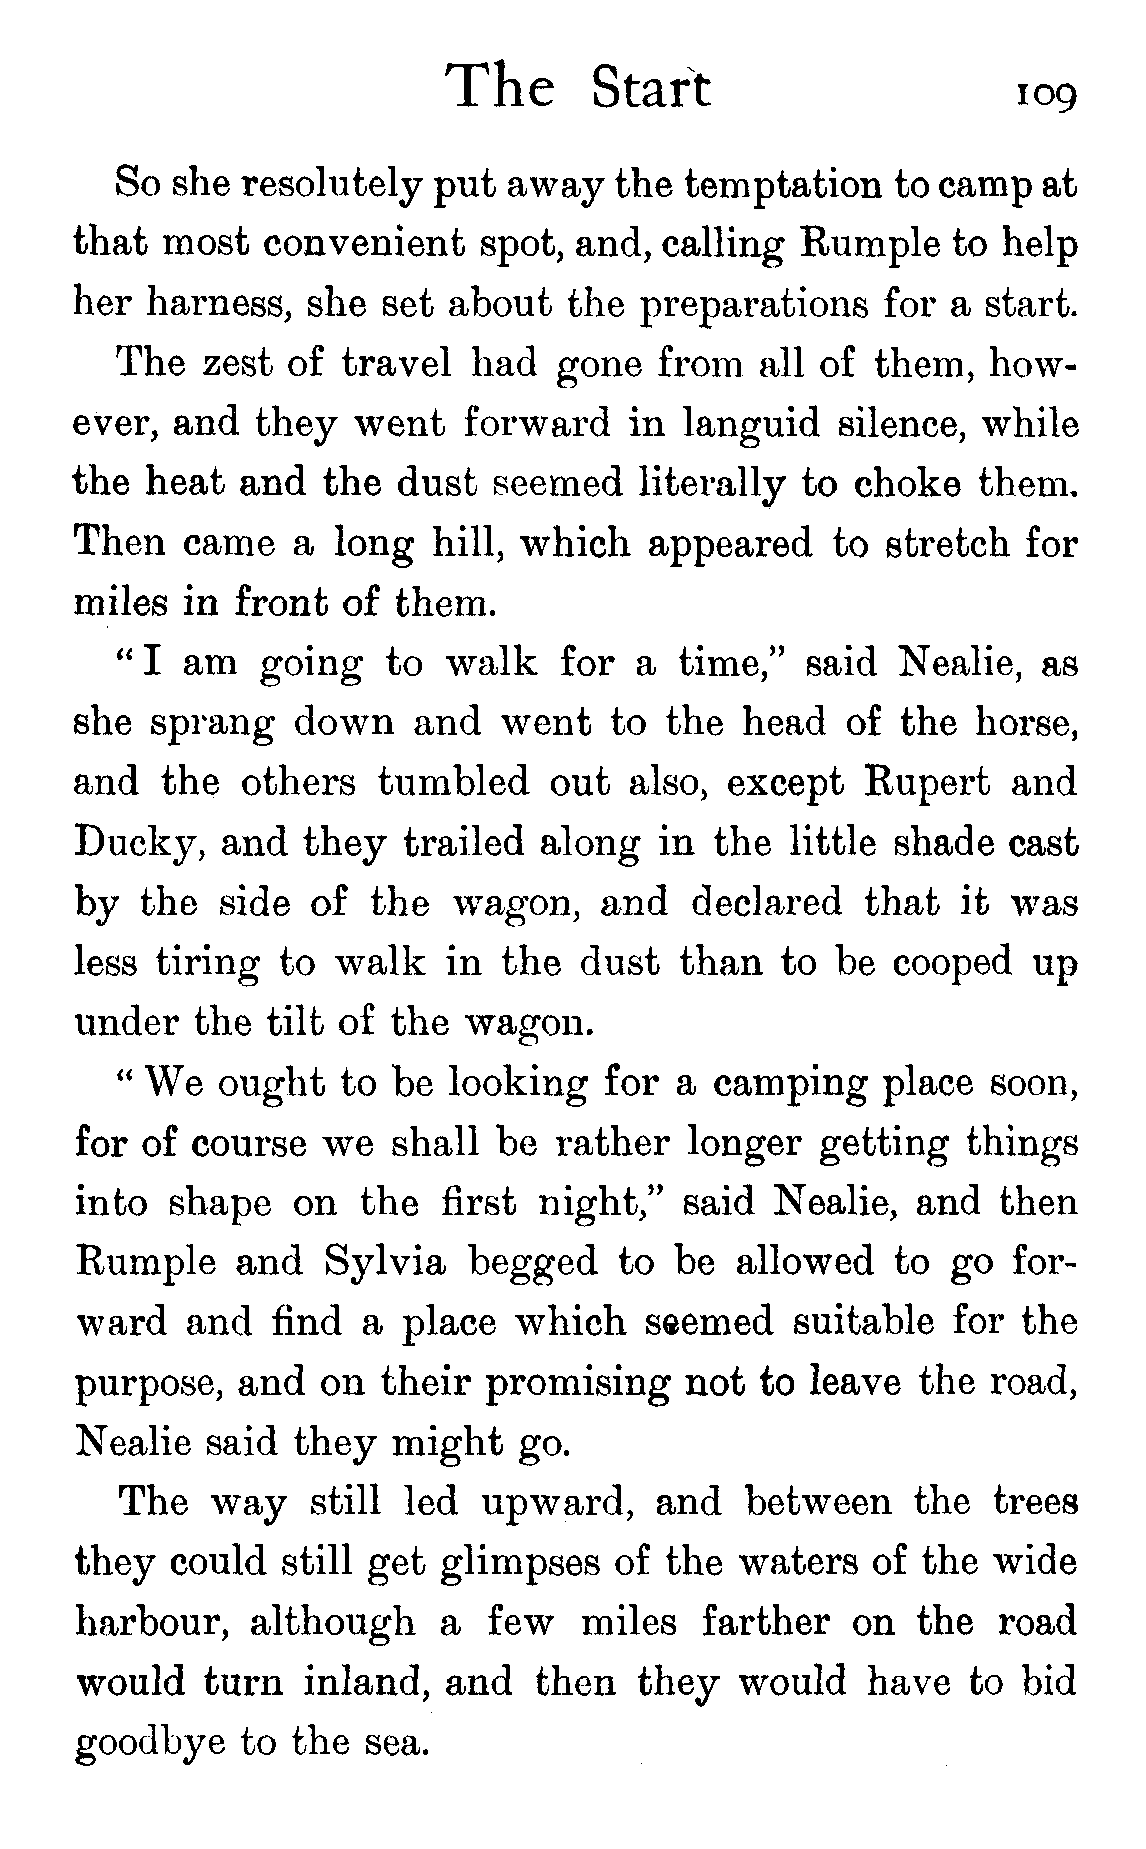 The Start 109
So she resolutely put away the temptation to camp at
that most convenient spot, and, calling Rumple to help
her harness, she set about the preparations for a start.
The zest of travel had gone from all of them, how-
ever, and they went forward in languid silence, while
the heat and the dust seemed literally to choke them.
Then came a long hill, which appeared to stretch for
miles in front of them.
“I am going to walk for a time,” said Nealie, as
she sprang down and went to the head of the horse,
and the others tumbled out also, except Rupert and
Ducky, and they trailed along in the little shade cast
by the side of the wagon, and declared that it was
less tiring to walk in the dust than to be cooped up
under the tilt of the wagon.
“We ought to be looking for a camping place soon,
for of course we shall be rather longer getting things
into shape on the first night,” said Nealie, and then
Rumple and Sylvia begged to be allowed to go for-
ward and find a place which seemed suitable for the
purpose, and on their promising not to leave the road,
Nealie said they might go.
The way still led upward, and between the trees
they could still get glimpses of the waters of the wide
harbour, although a few miles farther on the road
would turn inland, and then they would have to bid
goodbye to the sea.